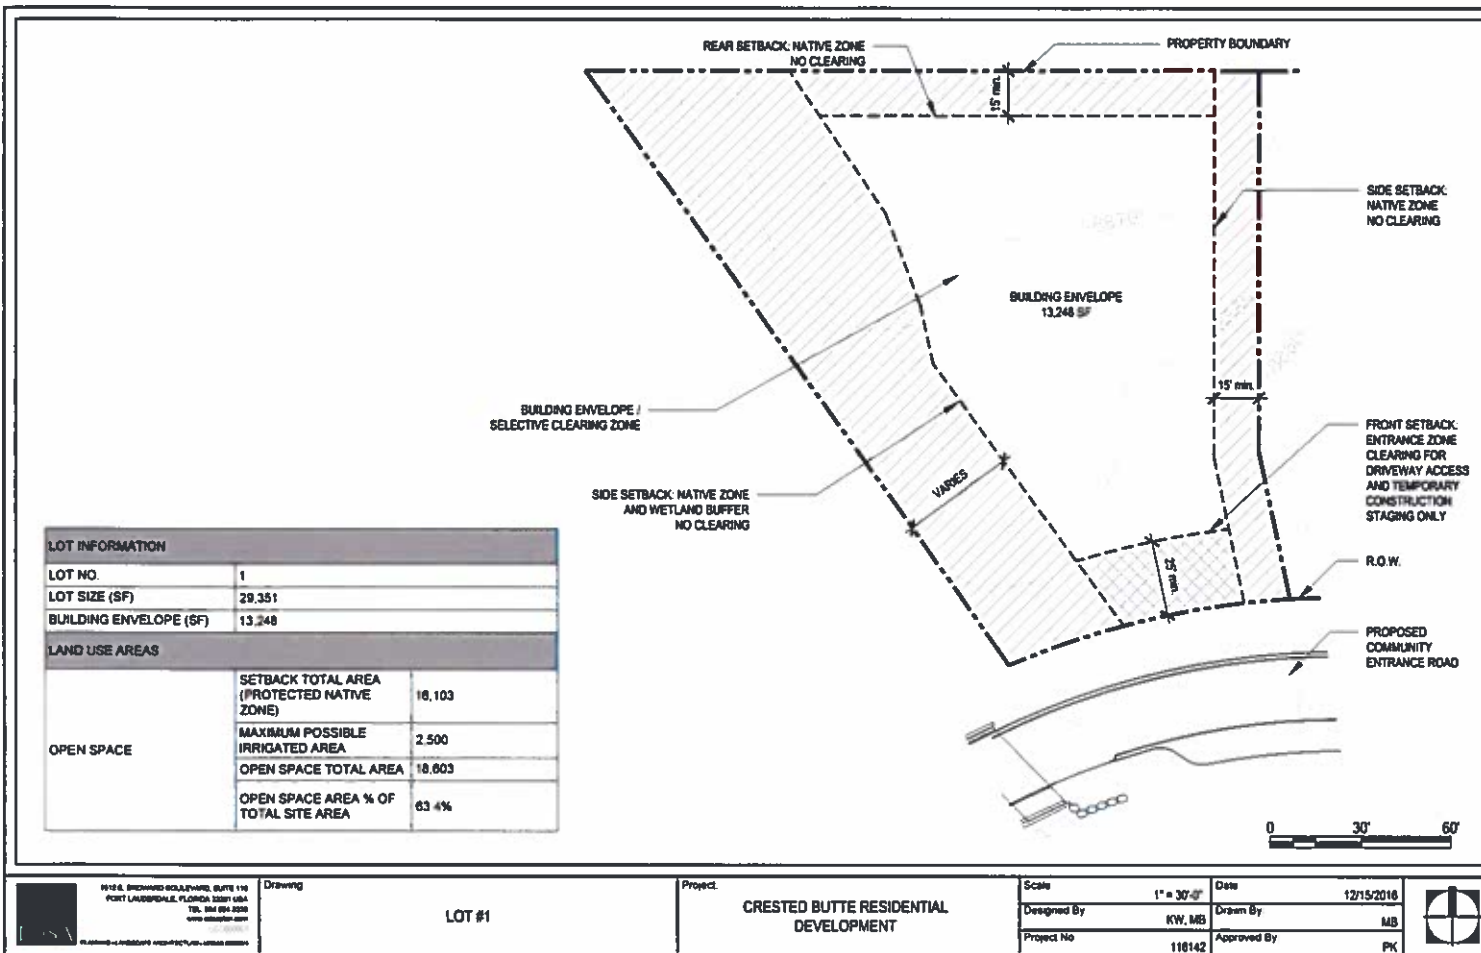 REAR SETBACK: NATIVE ZONE
NO CLEARING
PROPERTY BOUNDARY
15' min.
SIDE SETBACK:
NATIVE ZONE
NO CLEARING
BUILDING ENVELOPE
13,248 SF
15' min.
BUILDING ENVELOPE /
SELECTIVE CLEARING ZONE
FRONT SETBACK:
ENTRANCE ZONE
CLEARING FOR
DRIVEWAY ACCESS
AND TEMPORARY
CONSTRUCTION
STAGING ONLY
VARIES
SIDE SETBACK: NATIVE ZONE
AND WETLAND BUFFER
NO CLEARING
25' min.
R.O.W.
PROPOSED
COMMUNITY
ENTRANCE ROAD
LOT INFORMATION
LOT NO. 1
LOT SIZE (SF) 29,351
BUILDING ENVELOPE (SF) 13,248
LAND USE AREAS
OPEN SPACE
SETBACK TOTAL AREA
(PROTECTED NATIVE
ZONE)
16,103
MAXIMUM POSSIBLE
IRRIGATED AREA
2,500
OPEN SPACE TOTAL AREA 18,603
OPEN SPACE AREA % OF
TOTAL SITE AREA
63.4%
0 30' 60'
BROWARD BOULEVARD, SUITE 110
FORT LAUDERDALE, FLORIDA USA
Drawing
LOT #1
Project
CRESTED BUTTE RESIDENTIAL
DEVELOPMENT
Scale 1" = 30'-0"
Date 12/15/2016
Designed By KW, MB
Drawn By MB
Project No 116142
Approved By PK